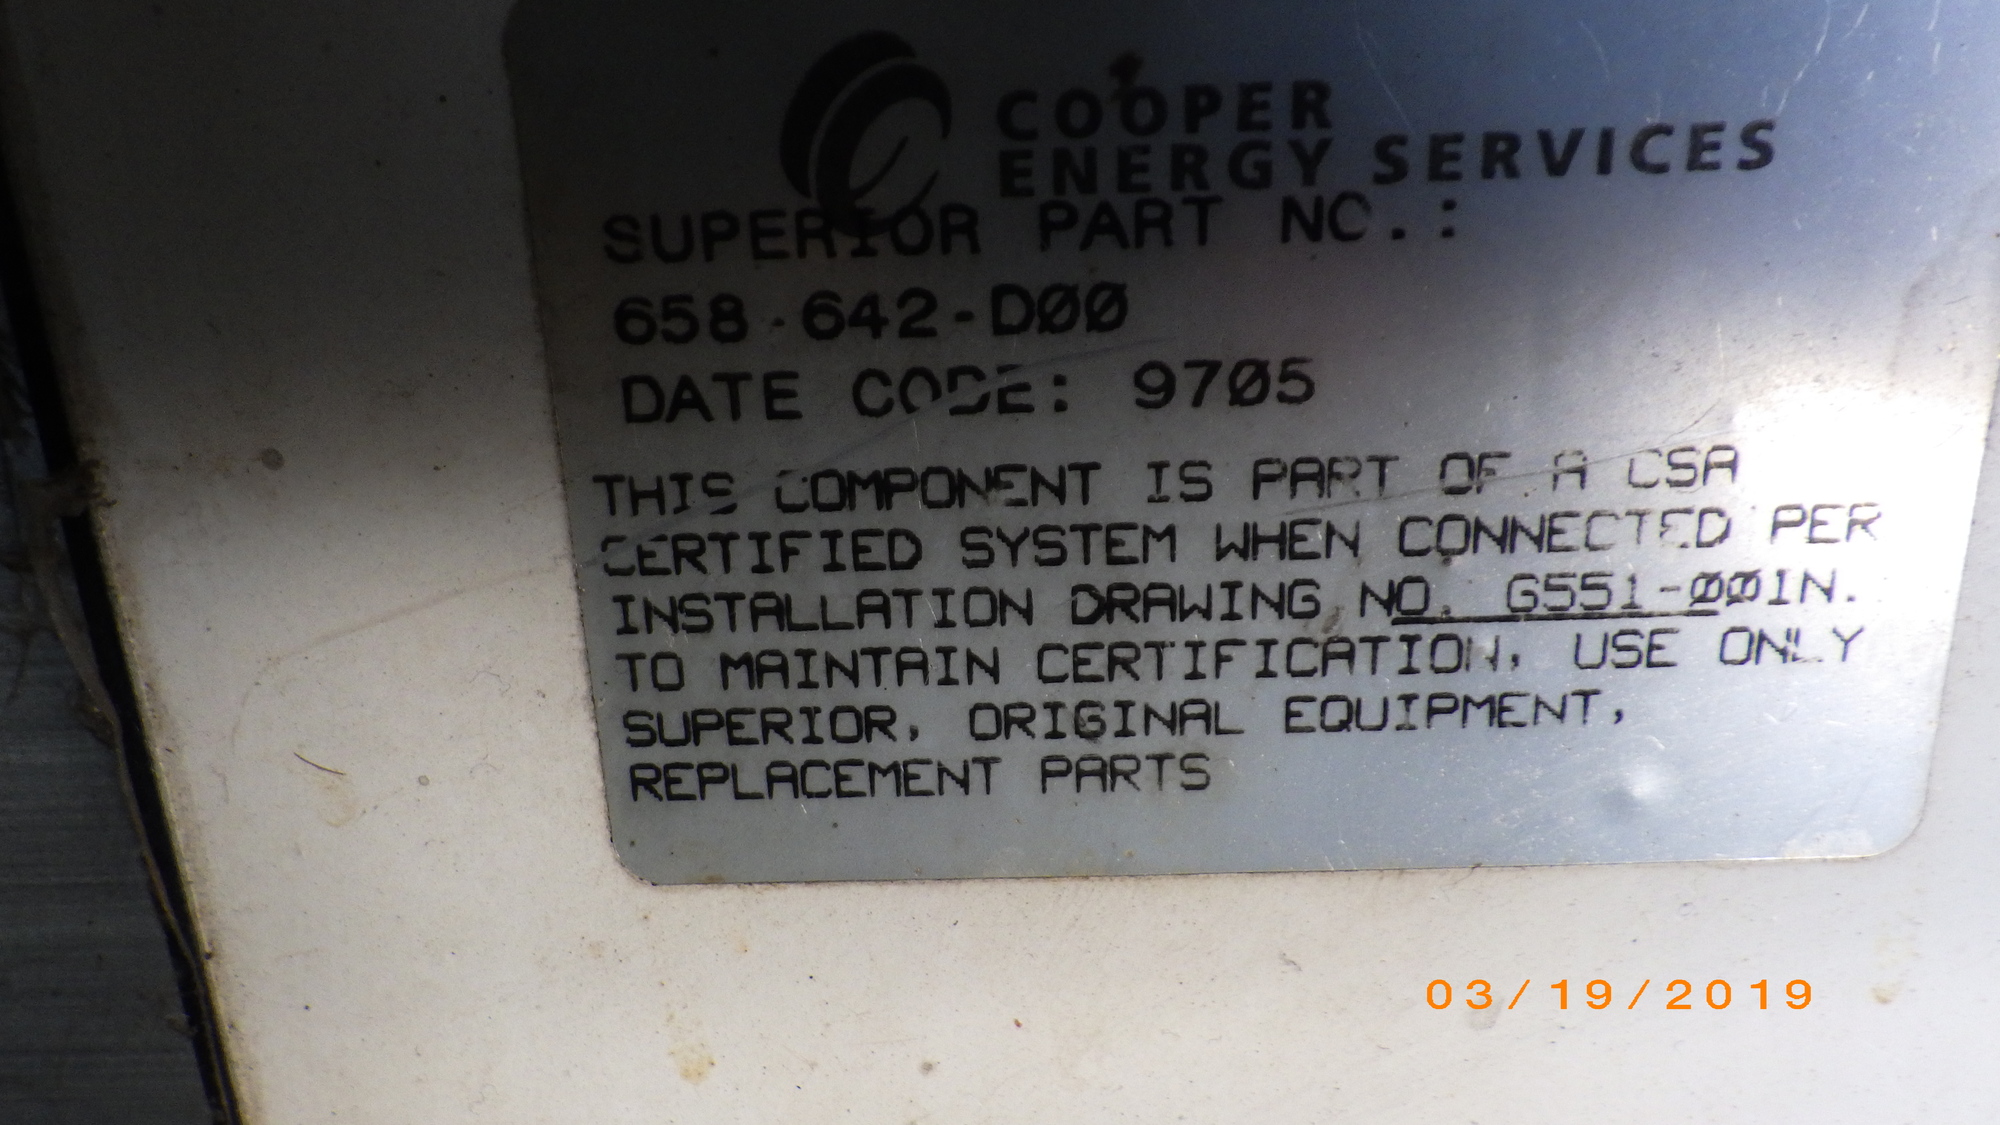 COOPER
ENERGY SERVICES
SUPERIOR PART NO.:
658-642-DØØ
DATE CODE: 97Ø5
THIS COMPONENT IS PART OF A CSA
CERTIFIED SYSTEM WHEN CONNECTED PER
INSTALLATION DRAWING NO. G551-ØØIN.
TO MAINTAIN CERTIFICATION, USE ONLY
SUPERIOR, ORIGINAL EQUIPMENT,
REPLACEMENT PARTS
03/19/2019